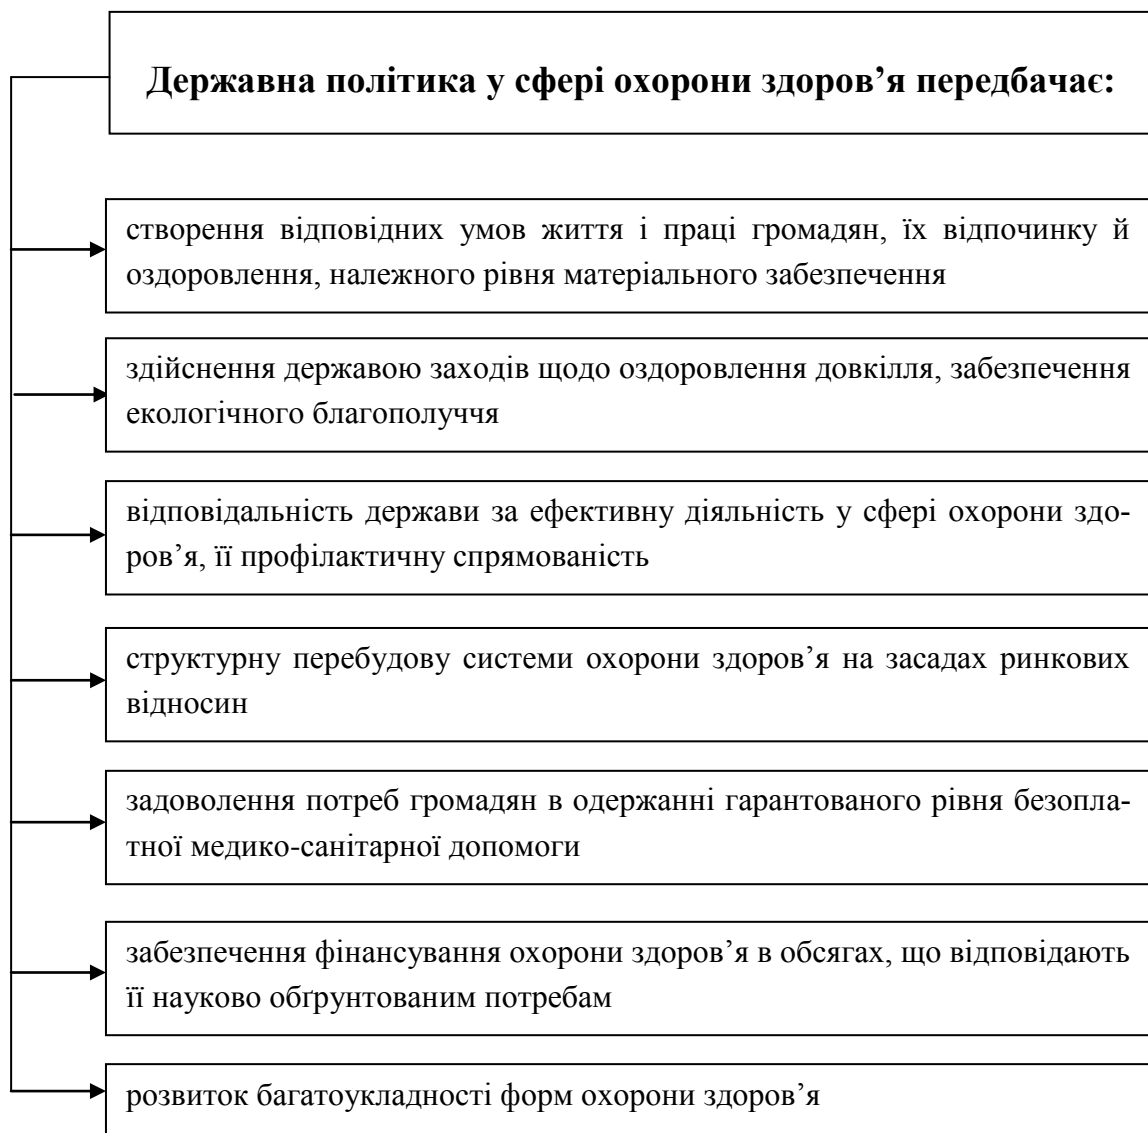 Державна політика у сфері охорони здоров’я передбачає:
створення відповідних умов життя і праці громадян, їх відпочинку й
оздоровлення, належного рівня матеріального забезпечення
здійснення державою заходів щодо оздоровлення довкілля, забезпечення
екологічного благополуччя
відповідальність держави за ефективну діяльність у сфері охорони здо-
ров’я, її профілактичну спрямованість
структурну перебудову системи охорони здоров’я на засадах ринкових
відносин
задоволення потреб громадян в одержанні гарантованого рівня безопла-
тної медико-санітарної допомоги
забезпечення фінансування охорони здоров’я в обсягах, що відповідають
її науково обґрунтованим потребам
розвиток багатоукладності форм охорони здоров’я